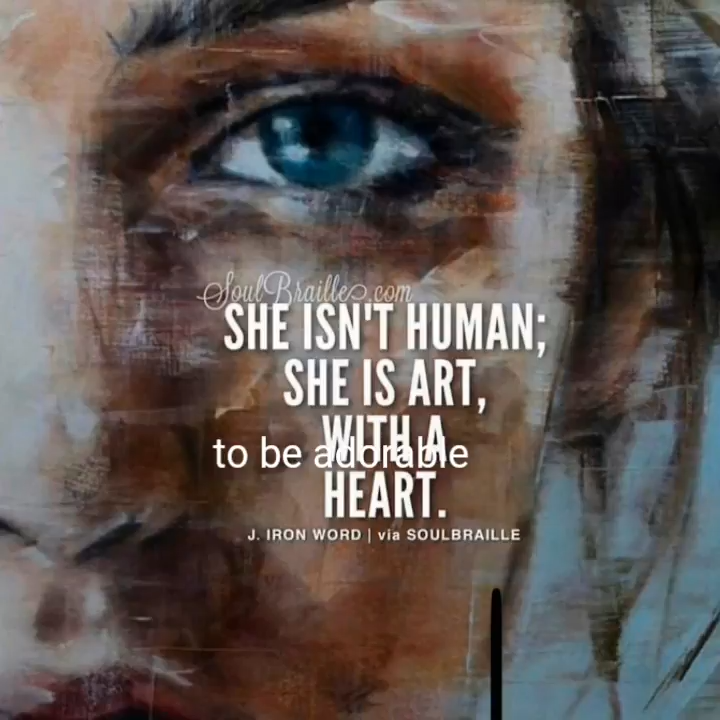 SoulBraille.com
SHE ISN'T HUMAN;
SHE IS ART,
WITH A
to be adorable
HEART.
J. IRON WORD | via SOULBRAILLE